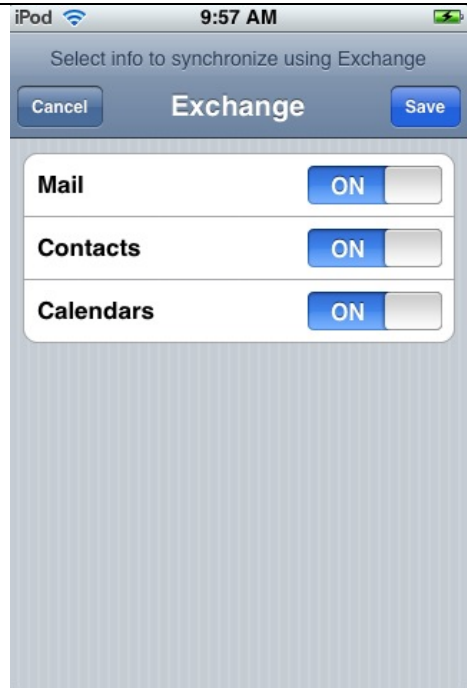 iPod 9:57 AM
Select info to synchronize using Exchange
Cancel Exchange Save
Mail ON
Contacts ON
Calendars ON